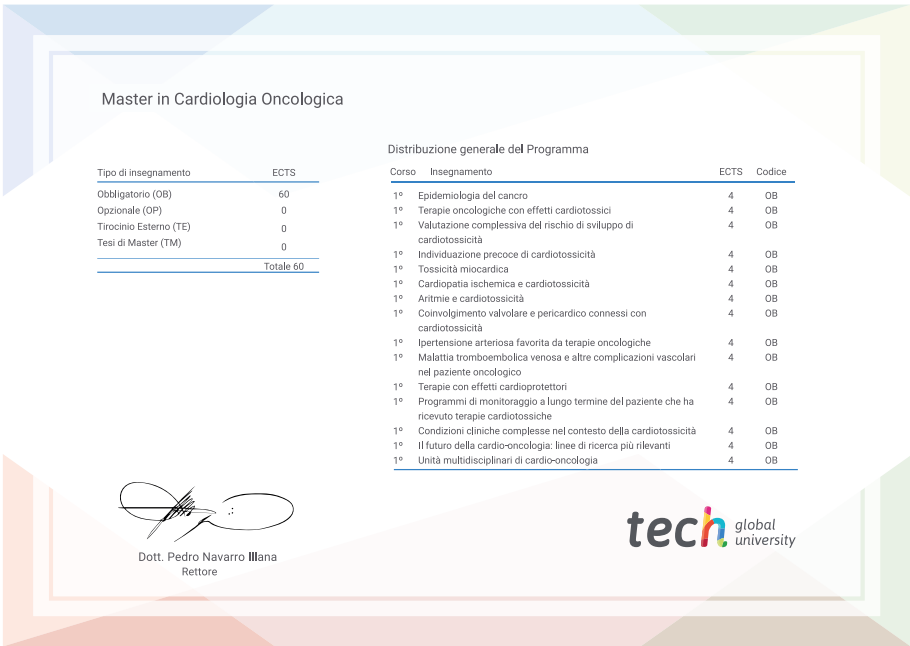 Master in Cardiologia Oncologica
Tipo di insegnamento ECTS
Obbligatorio (OB) 60
Opzionale (OP) 0
Tirocinio Esterno (TE) 0
Tesi di Master (TM) 0
Totale 60
Distribuzione generale del Programma
Corso Insegnamento ECTS Codice
1º Epidemiologia del cancro 4 OB
1º Terapie oncologiche con effetti cardiotossici 4 OB
1º Valutazione complessiva del rischio di sviluppo di 4 OB
cardiotossicità
1º Individuazione precoce di cardiotossicità 4 OB
1º Tossicità miocardica 4 OB
1º Cardiopatia ischemica e cardiotossicità 4 OB
1º Aritmie e cardiotossicità 4 OB
1º Coinvolgimento valvolare e pericardico connessi con 4 OB
cardiotossicità
1º Ipertensione arteriosa favorita da terapie oncologiche 4 OB
1º Malattia tromboembolica venosa e altre complicazioni vascolari 4 OB
nel paziente oncologico
1º Terapie con effetti cardioprotettori 4 OB
1º Programmi di monitoraggio a lungo termine del paziente che ha 4 OB
ricevuto terapie cardiotossiche
1º Condizioni cliniche complesse nel contesto della cardiotossicità 4 OB
1º Il futuro della cardio-oncologia: linee di ricerca più rilevanti 4 OB
1º Unità multidisciplinari di cardio-oncologia 4 OB
Dott. Pedro Navarro Illana
Rettore
tech global
university